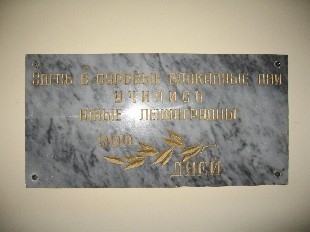 ЗДЕСЬ В СУРОВЫЕ БЛОКАДНЫЕ ДНИ
УЧИЛИСЬ
ЮНЫЕ ЛЕНИНГРАДЦЫ
900
ДНЕЙ